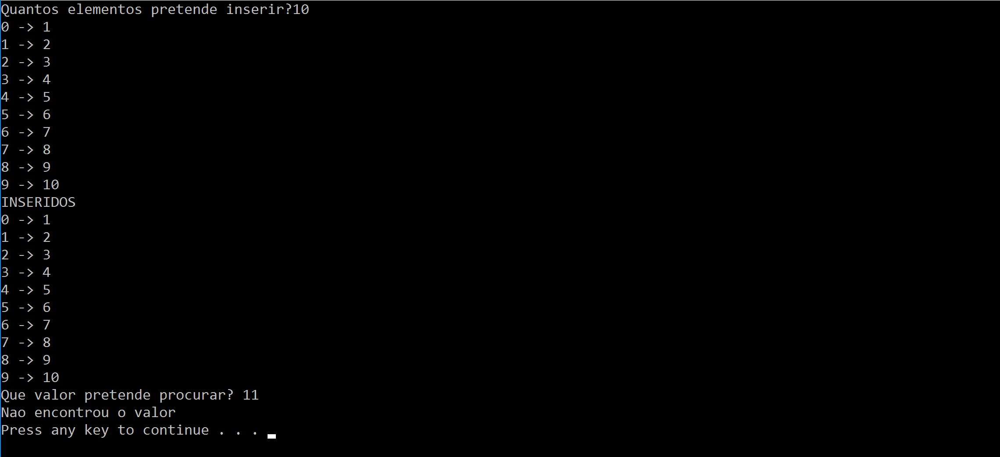 Quantos elementos pretende inserir?10
0 -> 1
1 -> 2
2 -> 3
3 -> 4
4 -> 5
5 -> 6
6 -> 7
7 -> 8
8 -> 9
9 -> 10
INSERIDOS
0 -> 1
1 -> 2
2 -> 3
3 -> 4
4 -> 5
5 -> 6
6 -> 7
7 -> 8
8 -> 9
9 -> 10
Que valor pretende procurar? 11
Nao encontrou o valor
Press any key to continue . . .